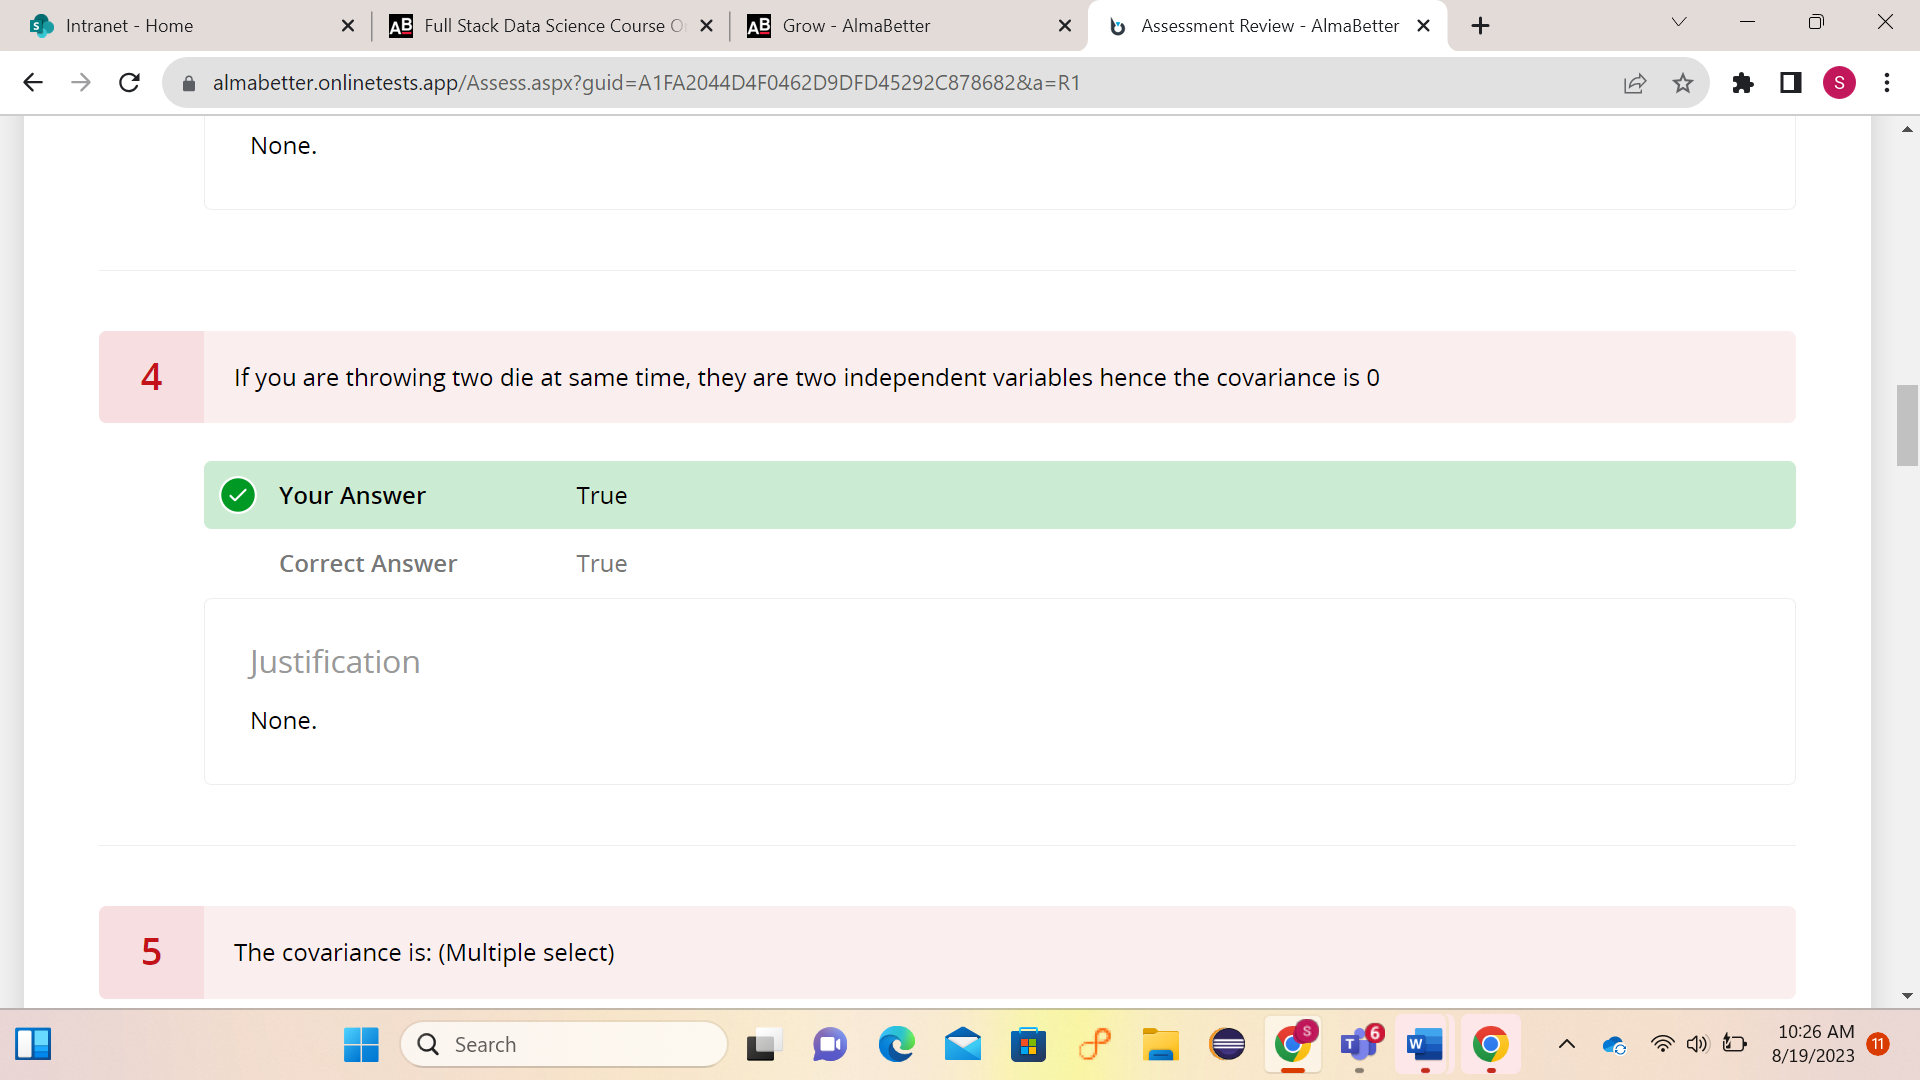 Intranet - Home
AB Full Stack Data Science Course O
AB Grow - AlmaBetter
Assessment Review - AlmaBetter
almabetter.onlinetests.app/Assess.aspx?guid=A1FA2044D4F0462D9DFD45292C878682&a=R1
S
None.
4 If you are throwing two die at same time, they are two independent variables hence the covariance is 0
Your Answer True
Correct Answer True
Justification
None.
5 The covariance is: (Multiple select)
Search
S
T 6
W
10:26 AM
8/19/2023
11